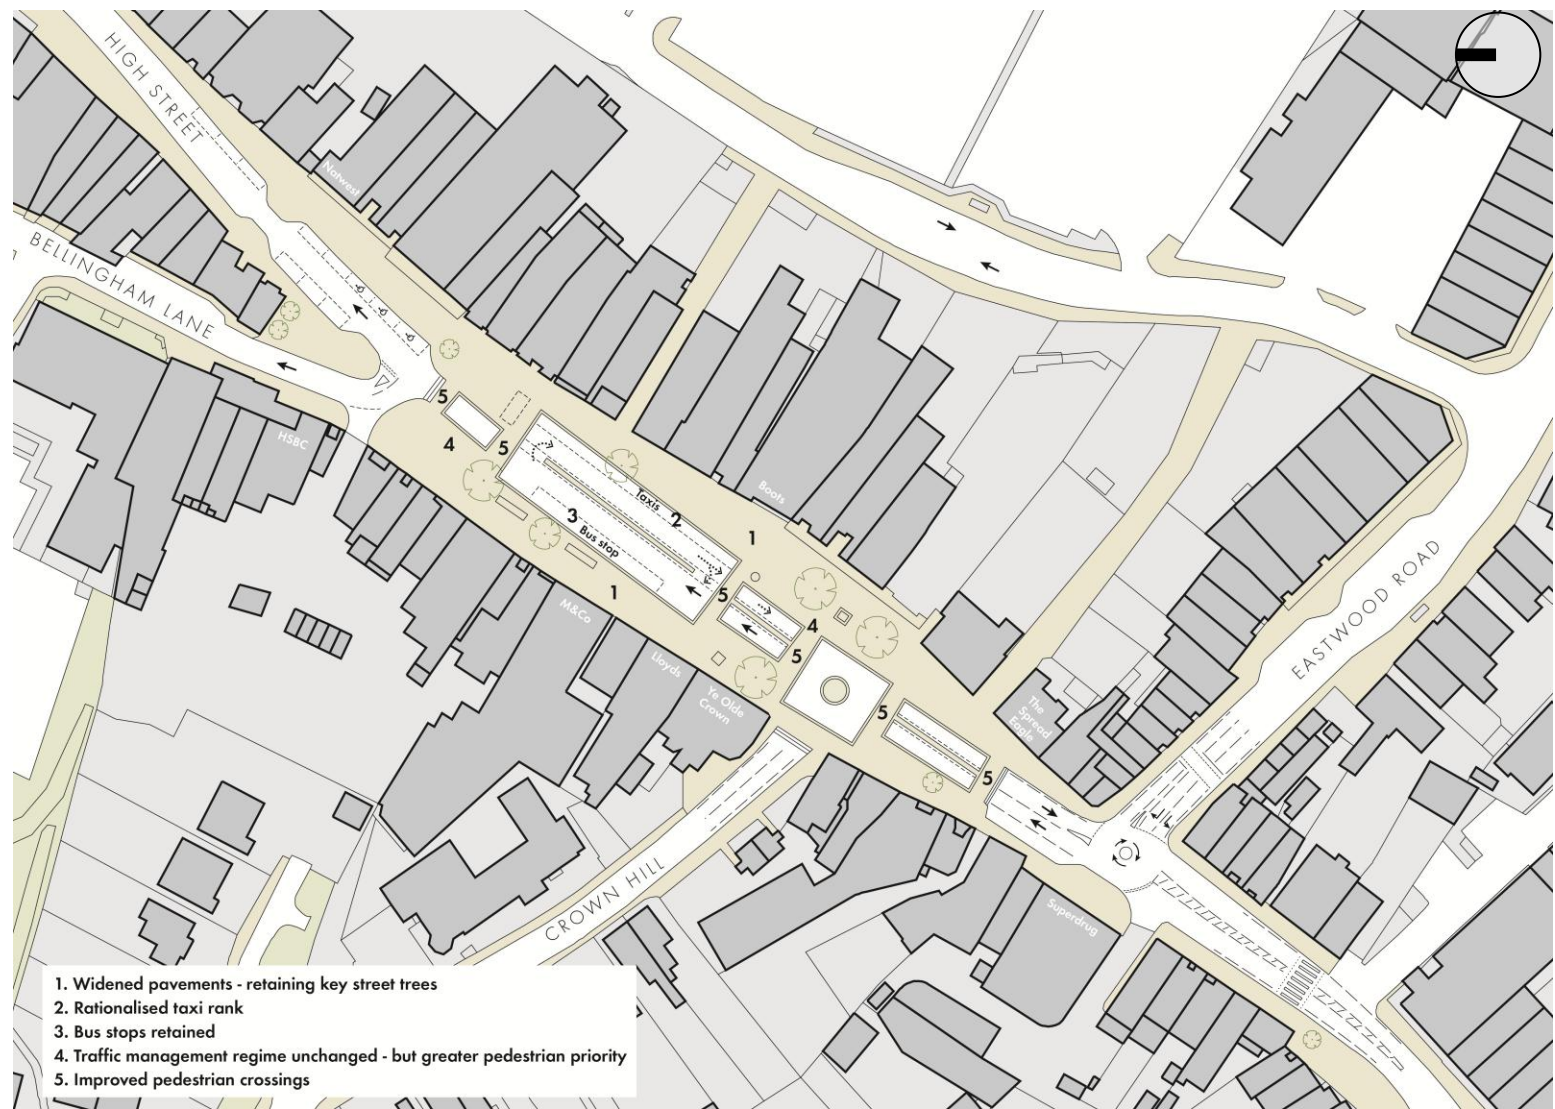 HIGH STREET
Natwest
BELLINGHAM LANE
HSBC
5
4
5
Taxis
2
3
Bus stop
Boots
1
1
5
4
5
M&Co
Lloyds
Ye Olde
Crown
5
The
Spread
Eagle
5
EASTWOOD ROAD
CROWN HILL
Superdrug
1. Widened pavements - retaining key street trees
2. Rationalised taxi rank
3. Bus stops retained
4. Traffic management regime unchanged - but greater pedestrian priority
5. Improved pedestrian crossings